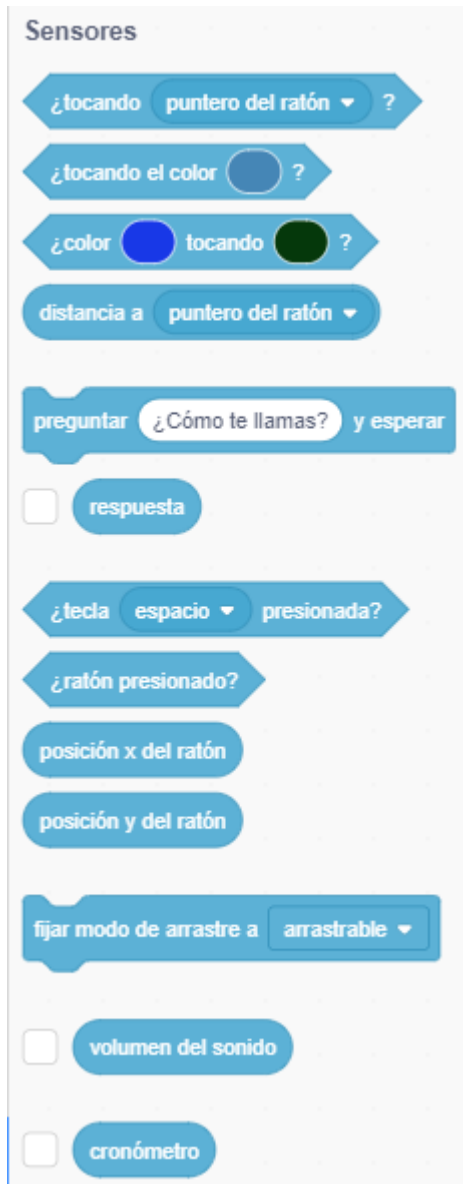 Sensores
¿tocando puntero del ratón ?
¿tocando el color ?
¿color tocando ?
distancia a puntero del ratón
preguntar ¿Cómo te llamas? y esperar
respuesta
¿tecla espacio presionada?
¿ratón presionado?
posición x del ratón
posición y del ratón
fijar modo de arrastre a arrastrable
volumen del sonido
cronómetro